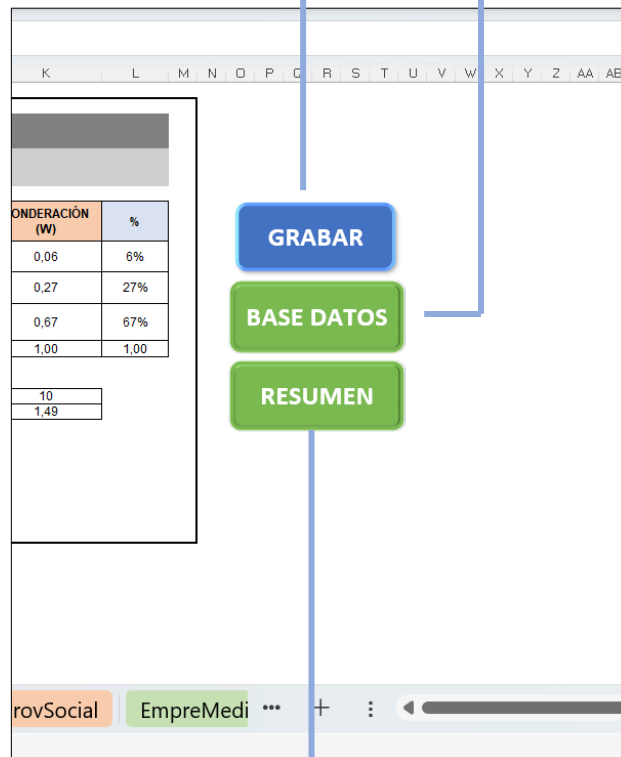 K L M N O P Q R S T U V W X Y Z AA AB
ONDERACIÓN
(W)
%
0,06 6%
0,27 27%
0,67 67%
1,00 1,00
10
1,49
GRABAR
BASE DATOS
RESUMEN
rovSocial EmpreMedi ••• + ⋮